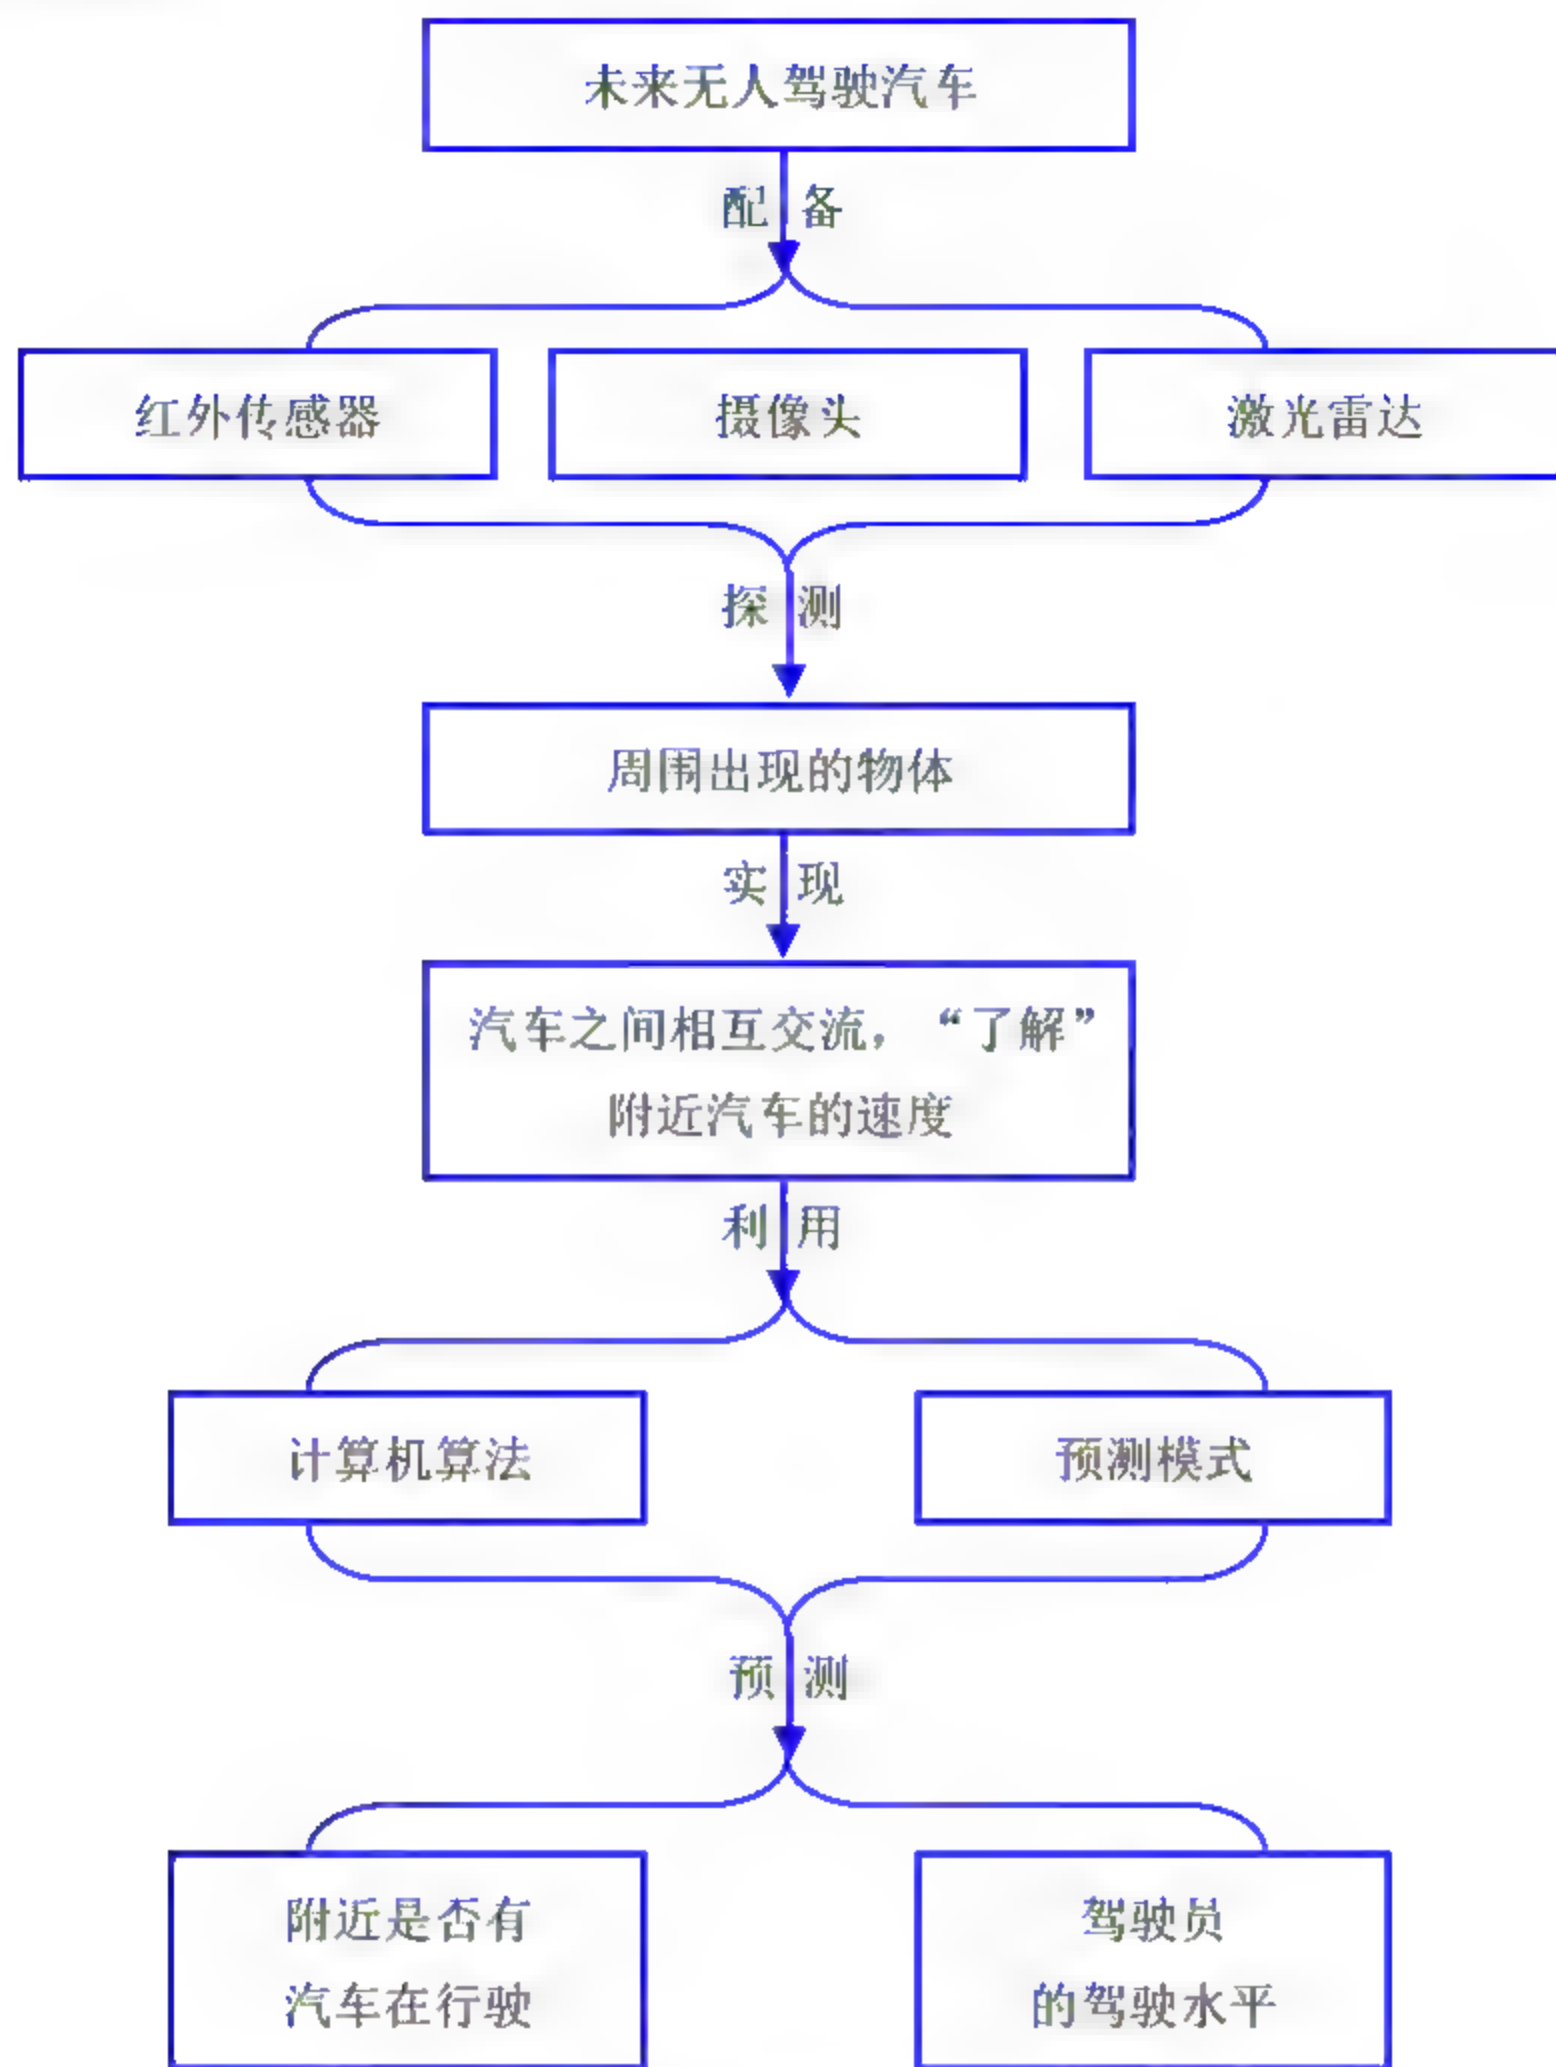 未来无人驾驶汽车
配备
红外传感器
摄像头
激光雷达
探测
周围出现的物体
实现
汽车之间相互交流，“了解”
附近汽车的速度
利用
计算机算法
预测模式
预测
附近是否有
汽车在行驶
驾驶员
的驾驶水平